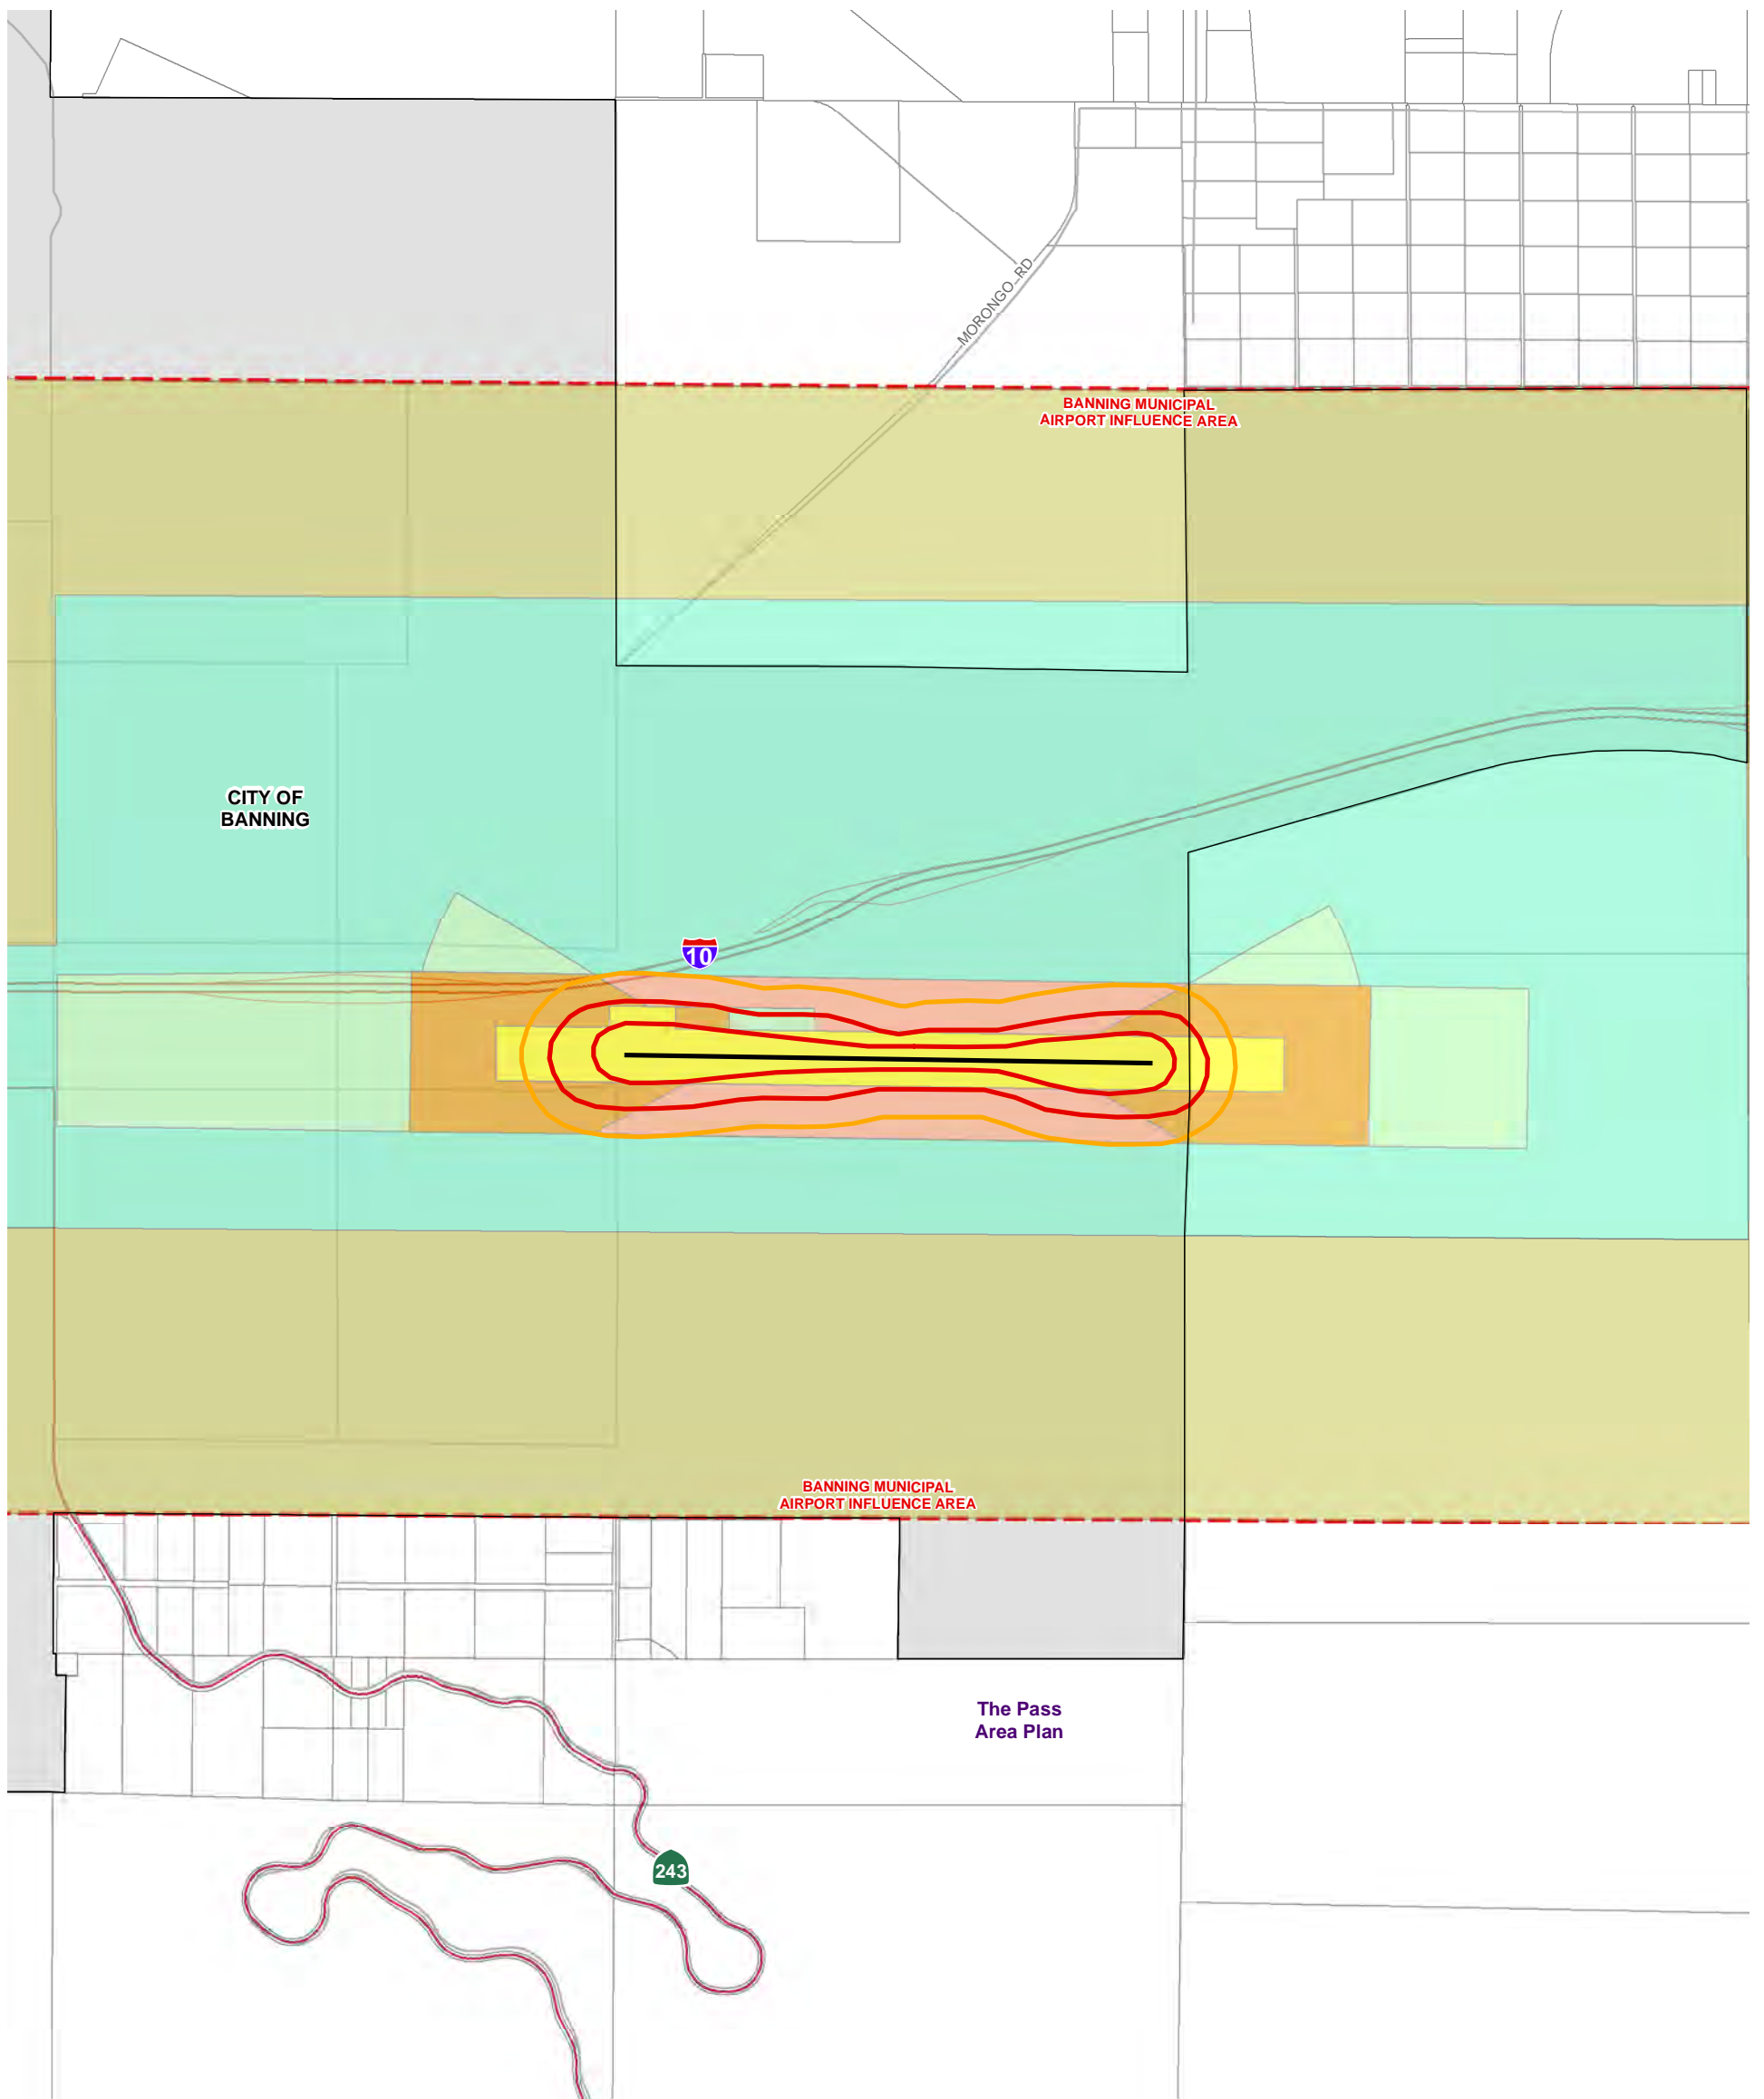 MORONGO RD
BANNING MUNICIPAL
AIRPORT INFLUENCE AREA
CITY OF
BANNING
10
BANNING MUNICIPAL
AIRPORT INFLUENCE AREA
The Pass
Area Plan
243